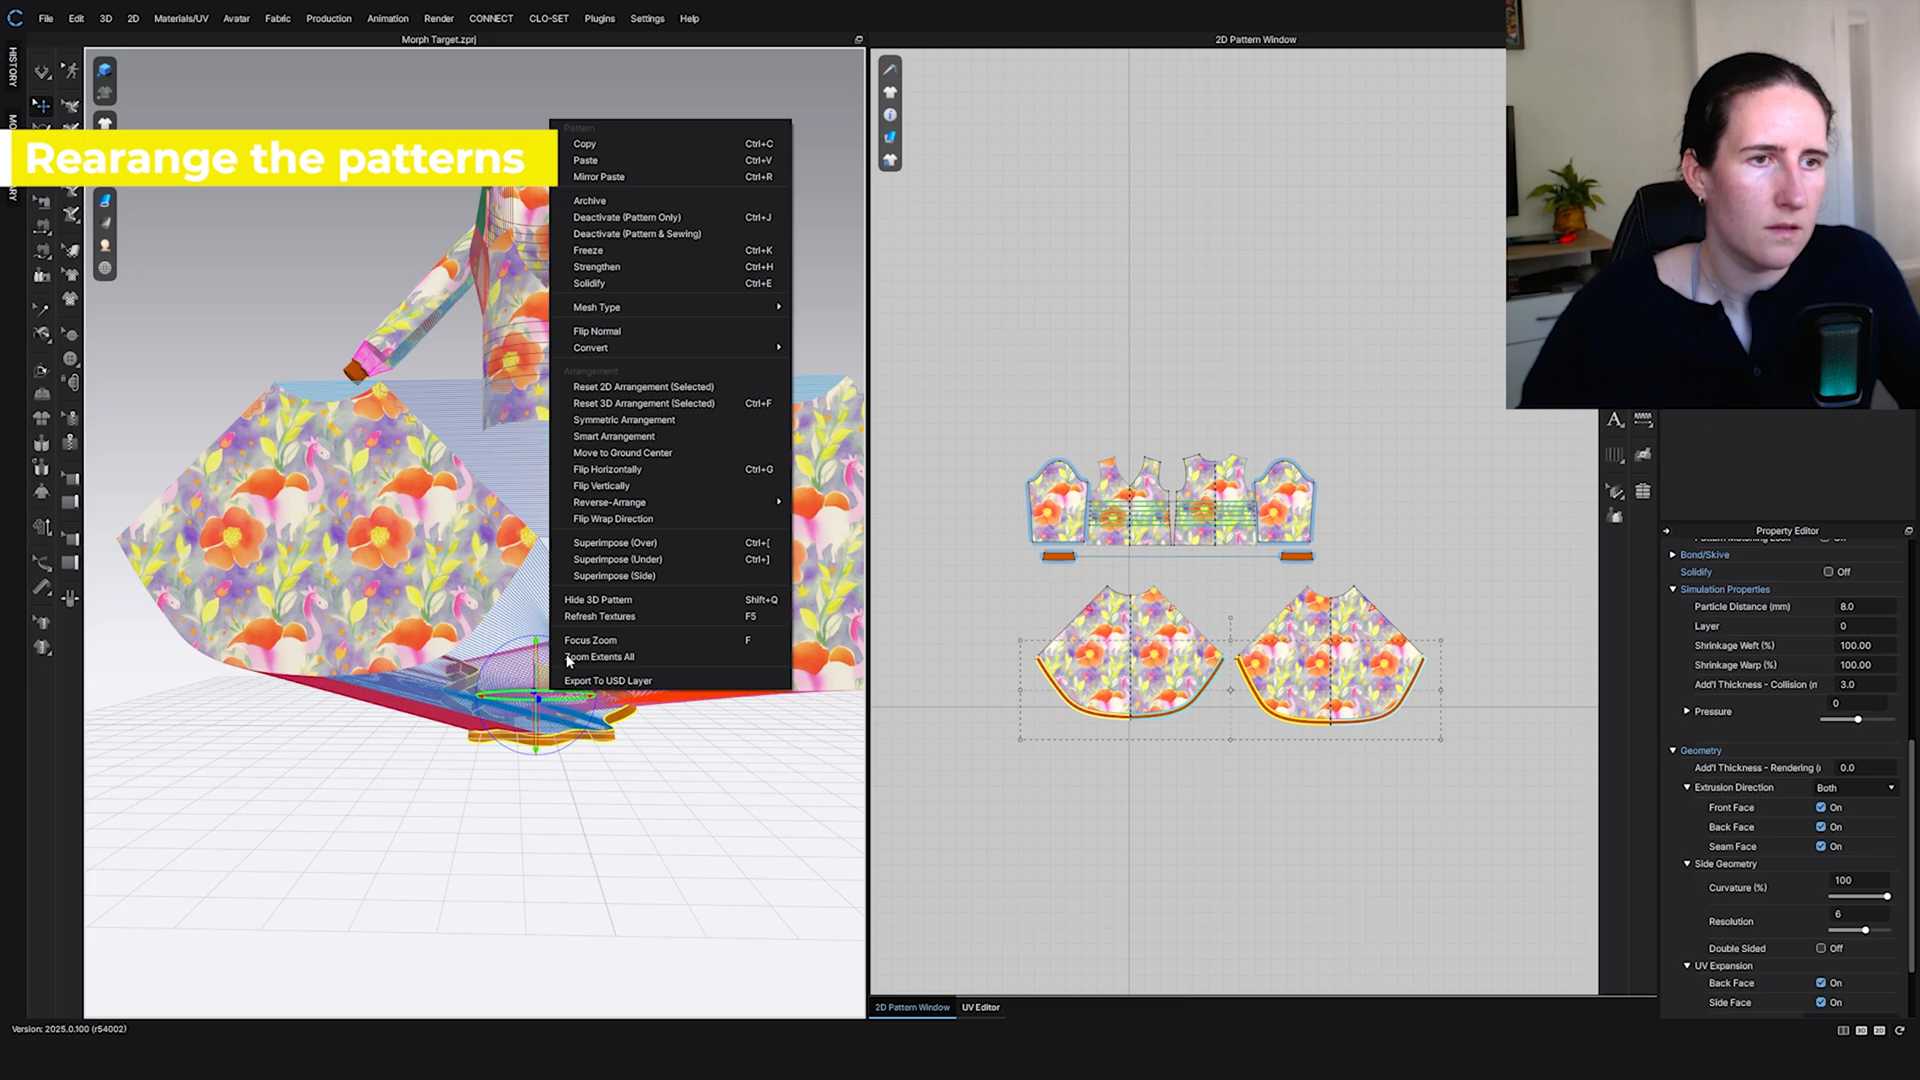 File Edit 3D 2D Materials/UV Avatar Fabric Production Animation Render CONNECT CLO-SET Plugins Settings Help
Morph Target.zprj
2D Pattern Window
HISTORY
Rearange the patterns
Pattern
Copy Ctrl+C
Paste Ctrl+V
Mirror Paste Ctrl+R
Archive
Deactivate (Pattern Only) Ctrl+J
Deactivate (Pattern & Sewing)
Freeze Ctrl+K
Strengthen Ctrl+H
Solidify Ctrl+E
Mesh Type
Flip Normal
Convert
Arrangement
Reset 2D Arrangement (Selected)
Reset 3D Arrangement (Selected) Ctrl+F
Symmetric Arrangement
Smart Arrangement
Move to Ground Center
Flip Horizontally Ctrl+G
Flip Vertically
Reverse-Arrange
Flip Wrap Direction
Superimpose (Over) Ctrl+[
Superimpose (Under) Ctrl+]
Superimpose (Side)
Hide 3D Pattern Shift+Q
Refresh Textures F5
Focus Zoom F
Zoom Extents All
Export To USD Layer
Property Editor
Bond/Skive
Solidify Off
Simulation Properties
Particle Distance (mm) 8.0
Layer 0
Shrinkage Weft (%) 100.00
Shrinkage Warp (%) 100.00
Add'l Thickness - Collision (n 3.0
Pressure 0
Geometry
Add'l Thickness - Rendering ( 0.0
Extrusion Direction Both
Front Face On
Back Face On
Seam Face On
Side Geometry
Curvature (%) 100
Resolution 6
Double Sided Off
UV Expansion
Back Face On
Side Face On
2D Pattern Window UV Editor
Version: 2025.0.100 (r54002)
3D 2D